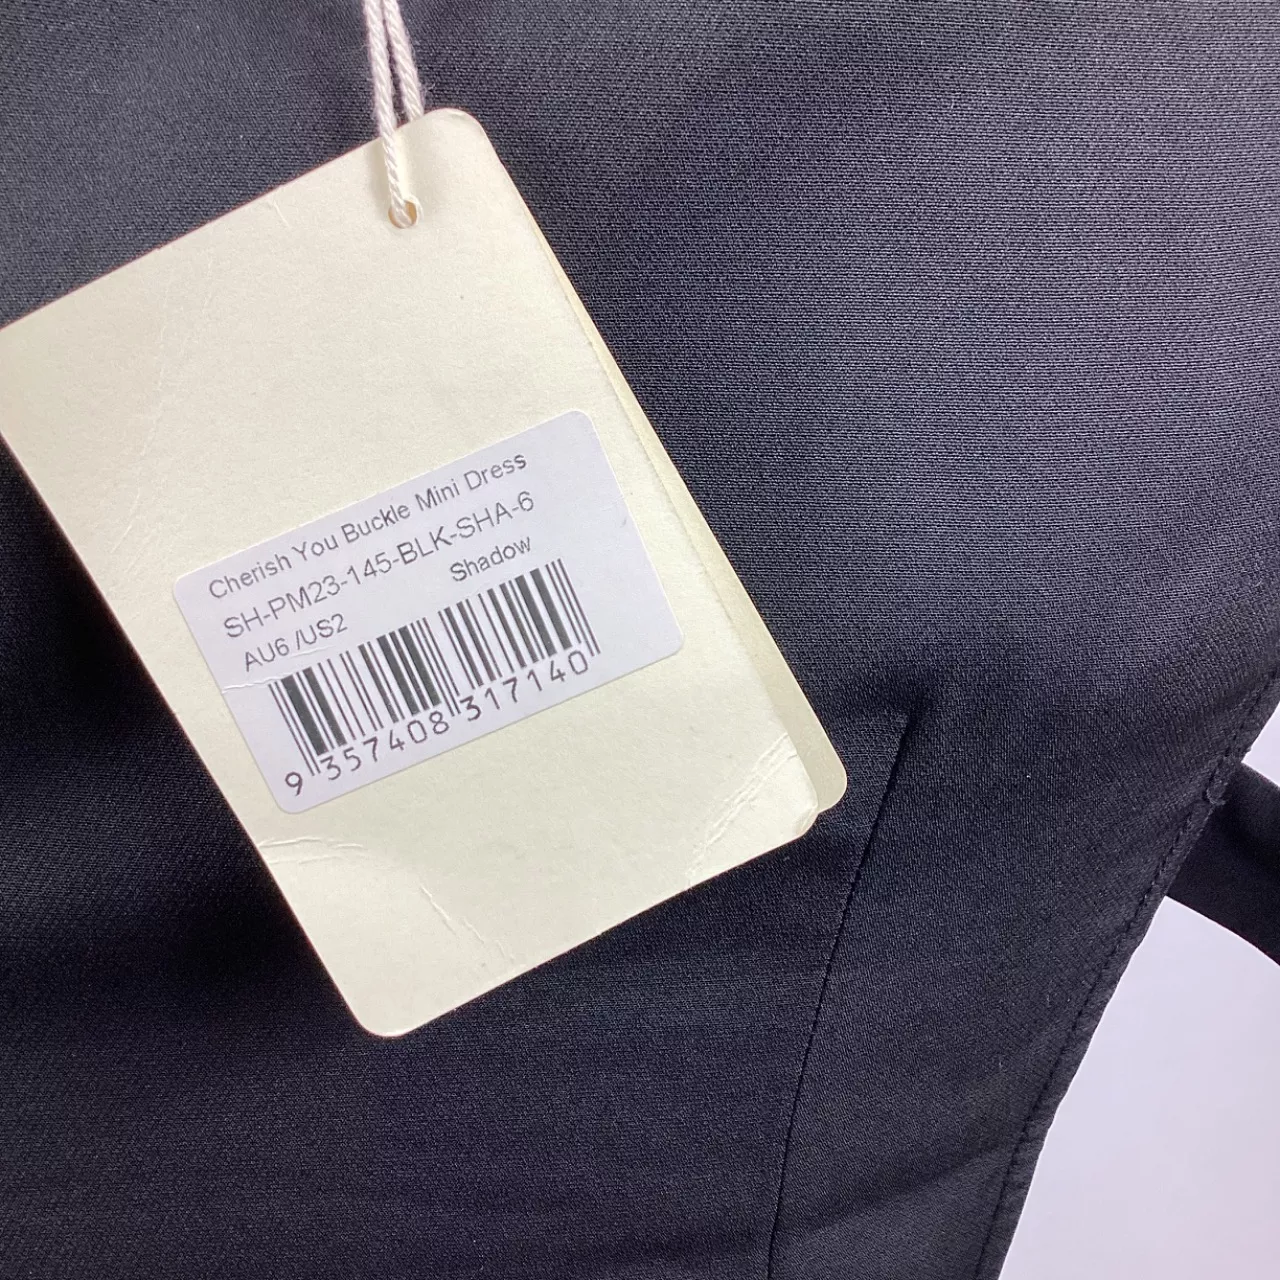 Cherish You Buckle Mini Dress
SH-PM23-145-BLK-SHA-6
Shadow
AU6 /US2
9 357408 317140